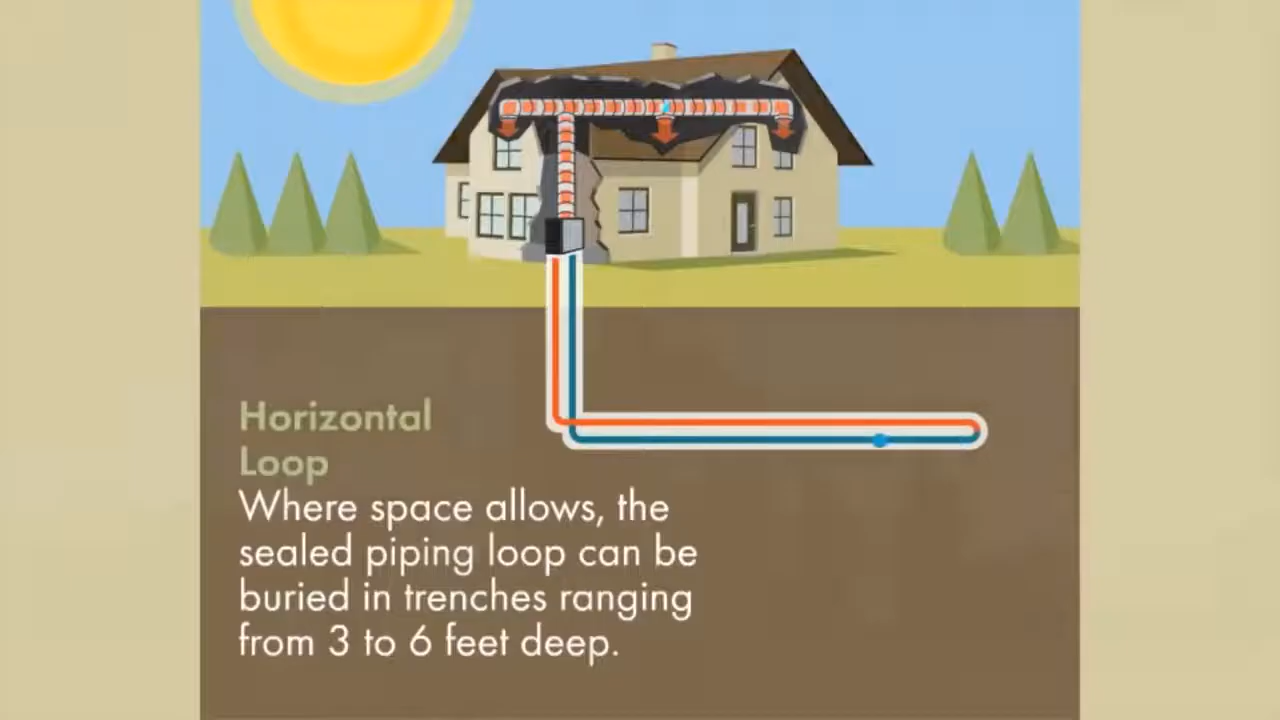 Horizontal
Loop
Where space allows, the
sealed piping loop can be
buried in trenches ranging
from 3 to 6 feet deep.